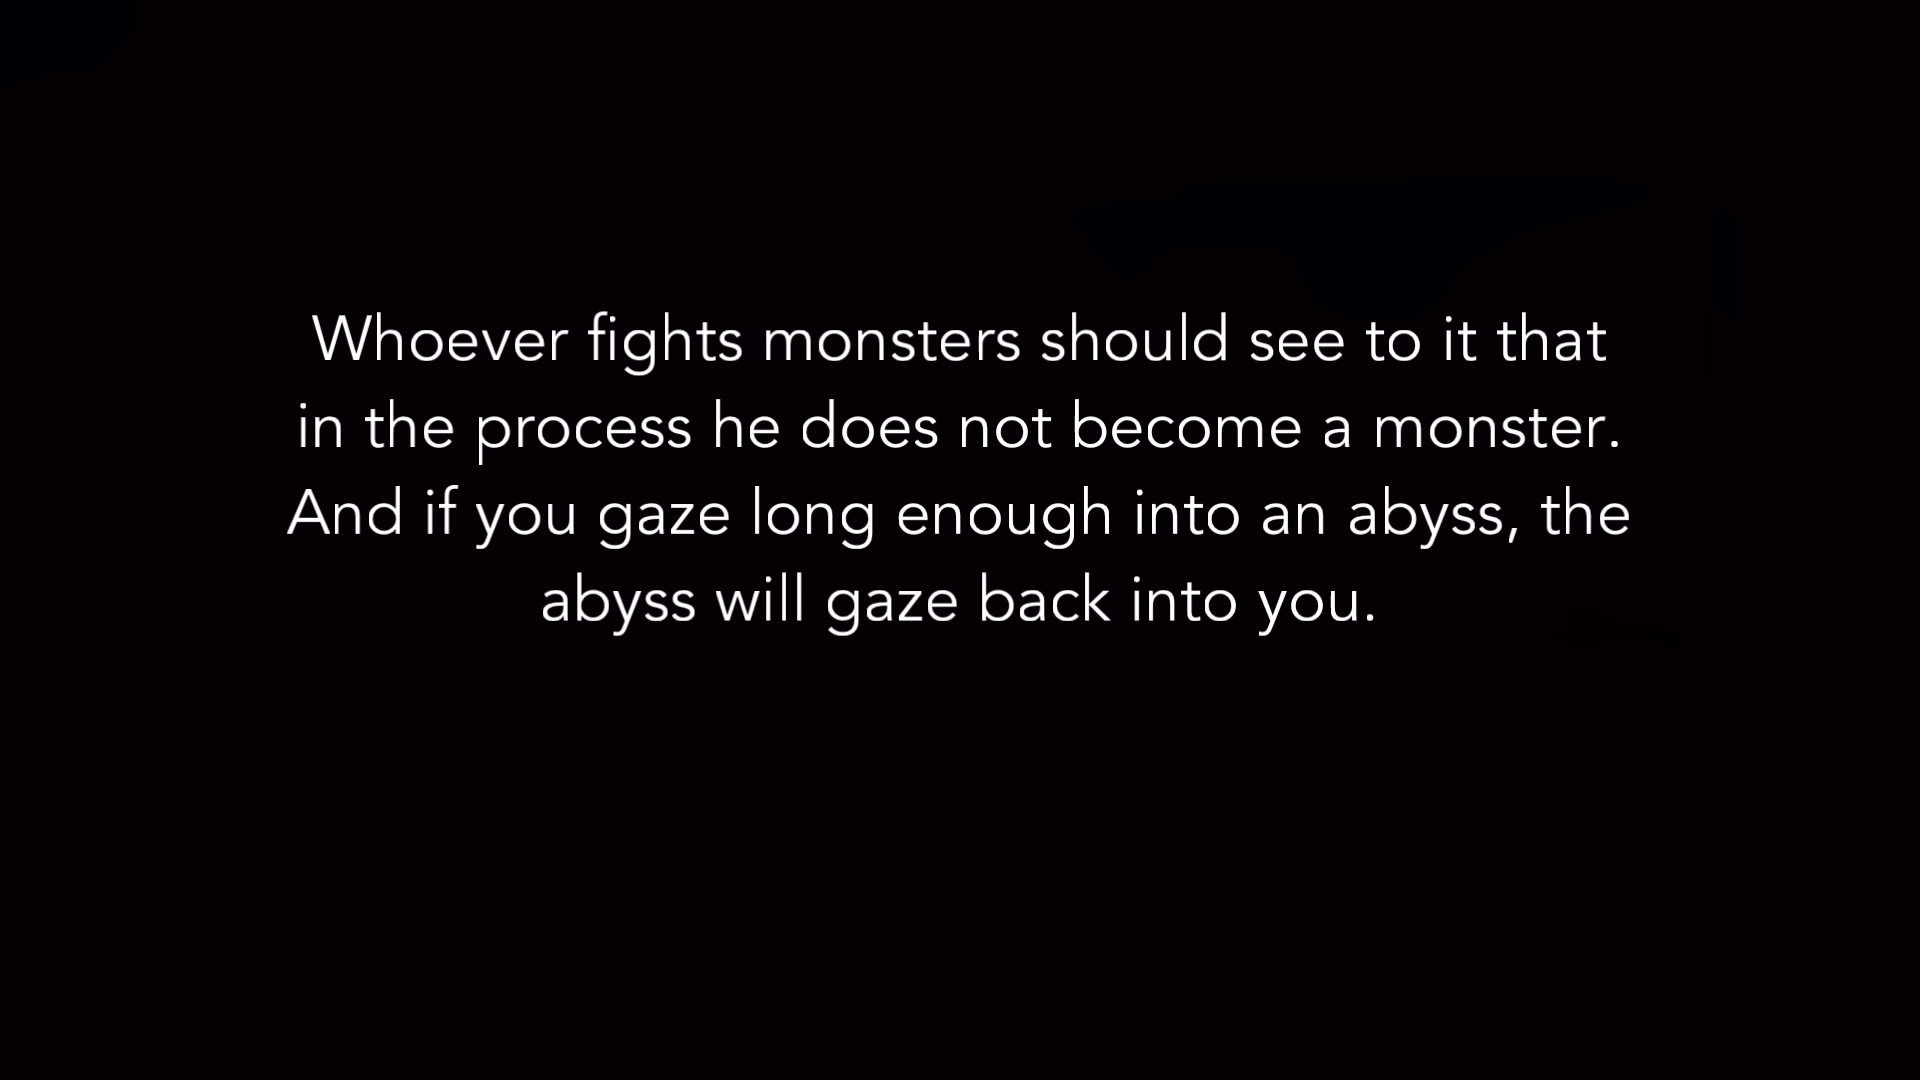 Whoever fights monsters should see to it that
in the process he does not become a monster.
And if you gaze long enough into an abyss, the
abyss will gaze back into you.